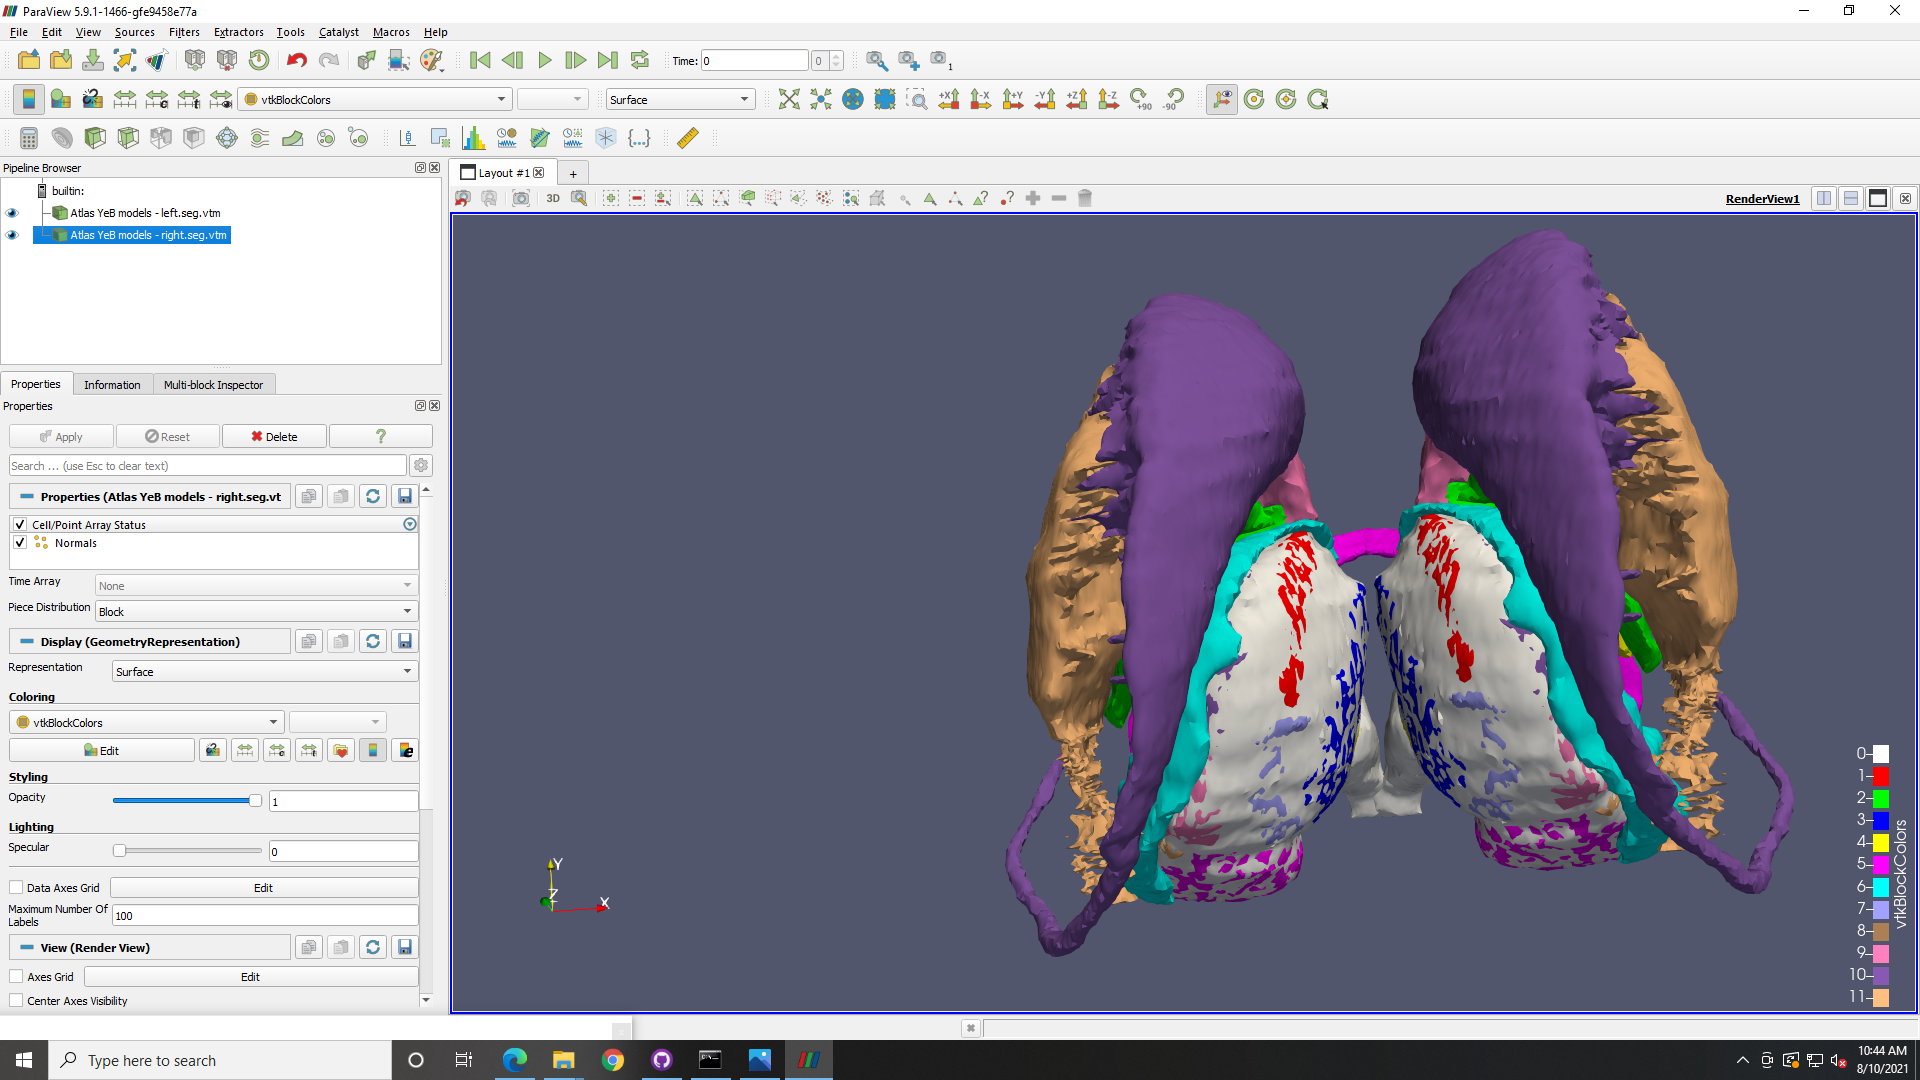 ParaView 5.9.1-1466-gfe9458e77a
File Edit View Sources Filters Extractors Tools Catalyst Macros Help
Time: 0 0
1
vtkBlockColors Surface +X -X +Y -Y +Z -Z +90 -90
Pipeline Browser
builtin:
Atlas YeB models - left.seg.vtm
Atlas YeB models - right.seg.vtm
Layout #1 +
3D
RenderView1
Properties Information Multi-block Inspector
Properties
Apply Reset Delete ?
Search ... (use Esc to clear text)
Properties (Atlas YeB models - right.seg.vt
Cell/Point Array Status
Normals
Time Array None
Piece Distribution Block
Display (GeometryRepresentation)
Representation Surface
Coloring
vtkBlockColors
Edit
Styling
Opacity 1
Lighting
Specular 0
Data Axes Grid Edit
Maximum Number Of Labels 100
View (Render View)
Axes Grid Edit
Center Axes Visibility
Y
Z
X
0
1
2
3
4
5
6
7
8
9
10
11
vtkBlockColors
Type here to search
10:44 AM
8/10/2021